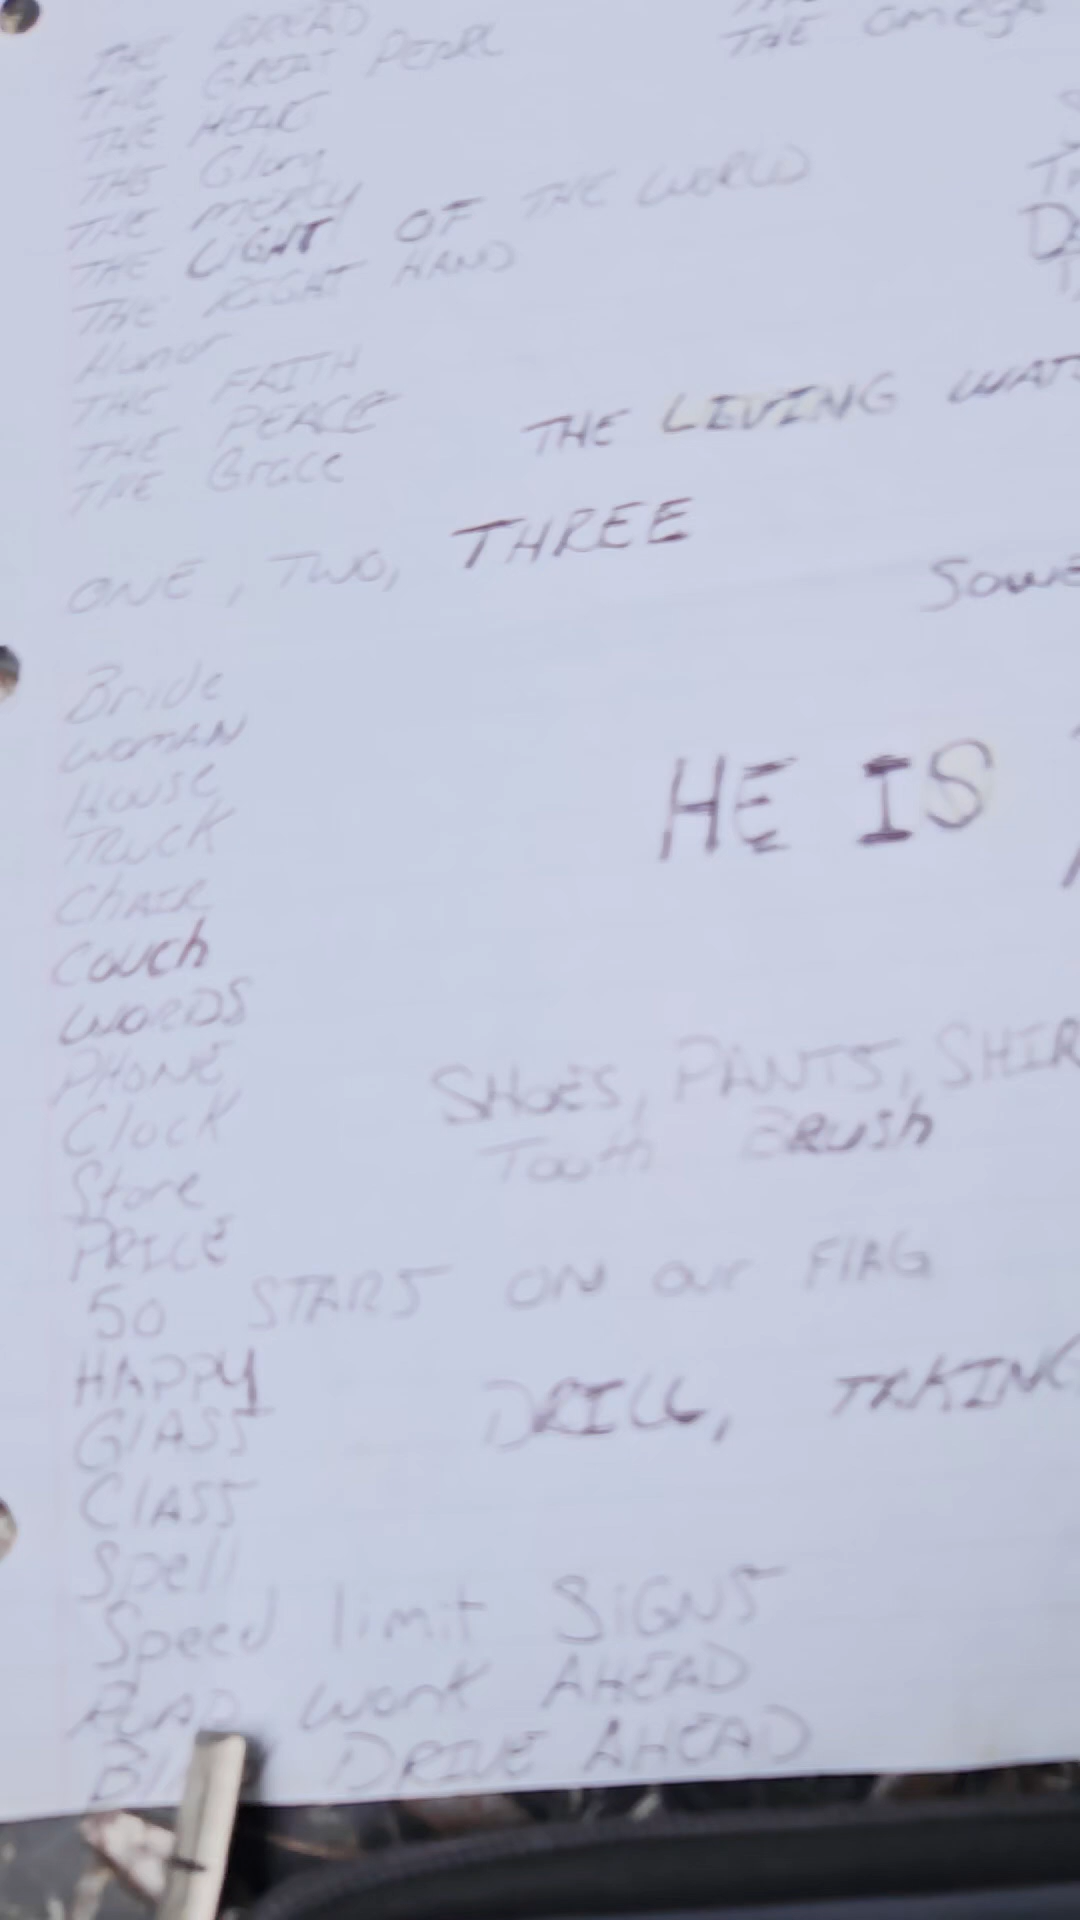 THE BREAD
THE GREAT PEARL
THE Omega
THE
THE Glory
THE MERCY
THE LIGHT OF THE WORLD
THE RIGHT HAND
Honor
THE FAITH
THE PEACE
THE Grace
THE LIVING
ONE, TWO, THREE
Bride
WOMAN
HOUSE
TRUCK
CHAIR
HE IS
Couch
WORDS
PHONE
Clock
SHOES, PANTS,
Tooth BRUSH
Store
PRICE
50 STARS ON our FlAG
HAPPY
GlASS
DRILL,
ClASS
Spell
Speed limit SiGNS
work AHEAD
DRIVE AHEAD